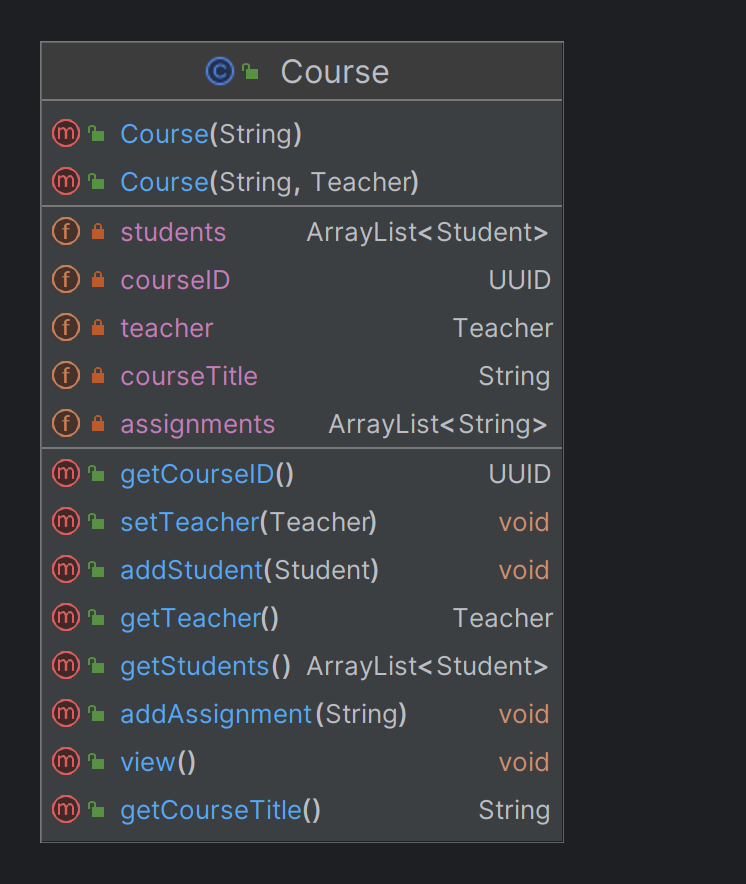 Course
Course(String)
Course(String, Teacher)
students ArrayList<Student>
courseID UUID
teacher Teacher
courseTitle String
assignments ArrayList<String>
getCourseID() UUID
setTeacher(Teacher) void
addStudent(Student) void
getTeacher() Teacher
getStudents() ArrayList<Student>
addAssignment(String) void
view() void
getCourseTitle() String